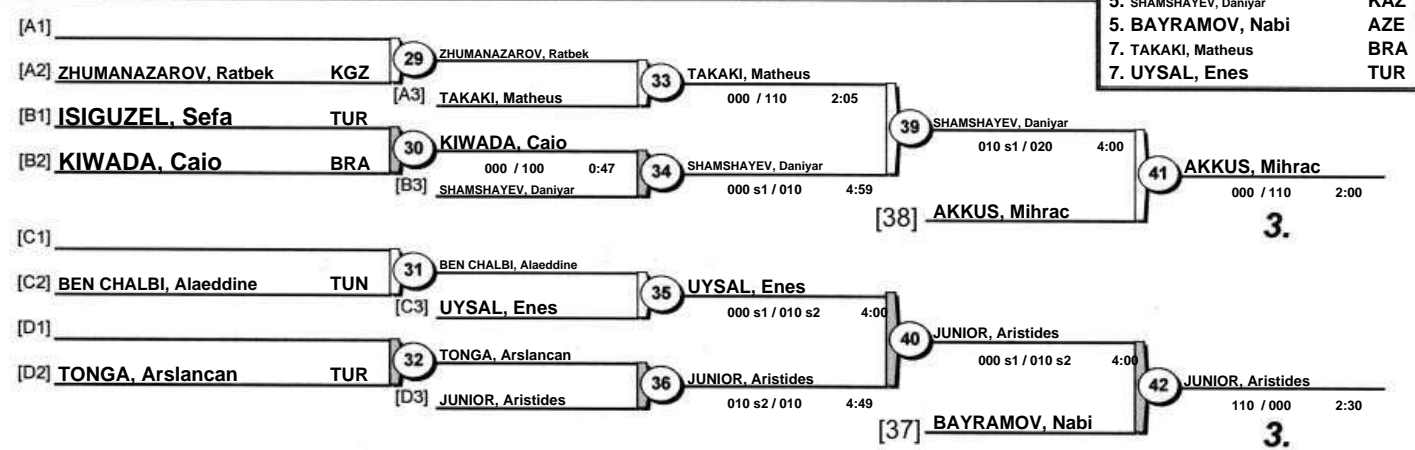 5. SHAMSHAYEV, Daniyar KAZ
5. BAYRAMOV, Nabi AZE
7. TAKAKI, Matheus BRA
7. UYSAL, Enes TUR
[A1]
[A2] ZHUMANAZAROV, Ratbek KGZ
29
ZHUMANAZAROV, Ratbek
[A3] TAKAKI, Matheus
33
TAKAKI, Matheus
000 / 110 2:05
[B1] ISIGUZEL, Sefa TUR
[B2] KIWADA, Caio BRA
30
KIWADA, Caio
000 / 100 0:47
[B3] SHAMSHAYEV, Daniyar
34
SHAMSHAYEV, Daniyar
000 s1 / 010 4:59
39
SHAMSHAYEV, Daniyar
010 s1 / 020 4:00
[38] AKKUS, Mihrac
41
AKKUS, Mihrac
000 / 110 2:00
3.
[C1]
[C2] BEN CHALBI, Alaeddine TUN
31
BEN CHALBI, Alaeddine
[C3] UYSAL, Enes
35
UYSAL, Enes
000 s1 / 010 s2 4:00
[D1]
[D2] TONGA, Arslancan TUR
32
TONGA, Arslancan
[D3] JUNIOR, Aristides
36
JUNIOR, Aristides
010 s2 / 010 4:49
40
JUNIOR, Aristides
000 s1 / 010 s2 4:00
[37] BAYRAMOV, Nabi
42
JUNIOR, Aristides
110 / 000 2:30
3.